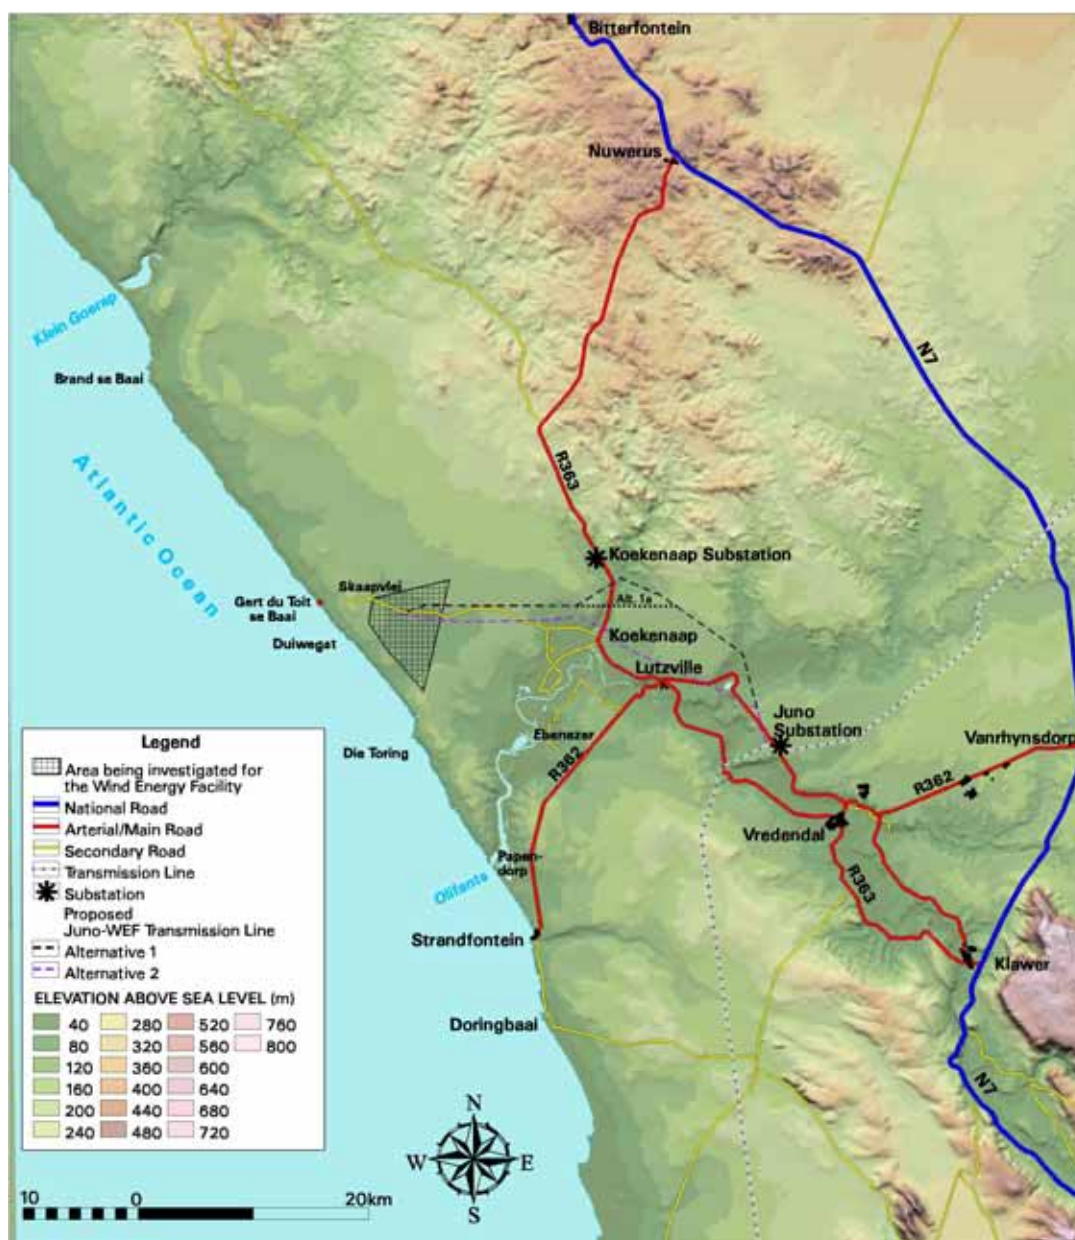 Bitterfontein
Nuwerus
Klein Goerap
Brand se Baai
N7
R363
Atlantic Ocean
Koekenaap Substation
Skaapvlei
Alt. 1a
Gert du Toit
se Baai
Duiwegat
Koekenaap
Lutzville
Juno
Substation
Ebenezer
Vanrhynsdorp
Die Toring
R362
R362
Vredendal
Papen-
dorp
R363
Olifants
Strandfontein
Klawer
Doringbaai
N7
Legend
Area being investigated for
the Wind Energy Facility
National Road
Arterial/Main Road
Secondary Road
Transmission Line
Substation
Proposed
Juno-WEF Transmission Line
Alternative 1
Alternative 2
ELEVATION ABOVE SEA LEVEL (m)
40 280 520 760
80 320 560 800
120 360 600
160 400 640
200 440 680
240 480 720
N
W E
S
10 0 20km